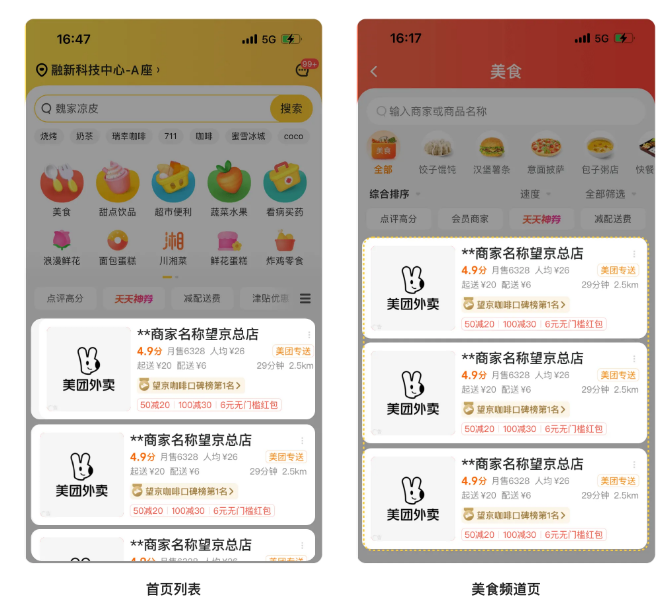 16:47
5G
融新科技中心-A座
99+
魏家凉皮
搜索
烧烤 奶茶 瑞幸咖啡 711 咖啡 蜜雪冰城 coco
美食 甜点饮品 超市便利 蔬菜水果 看病买药
湘
浪漫鲜花 面包蛋糕 川湘菜 鲜花蛋糕 炸鸡零食
点评高分 天天神券 减配送费 津贴优惠
美团外卖
**商家名称望京总店
4.9分 月售6328 人均 ¥26 美团专送
起送 ¥20 配送 ¥6 29分钟 2.5km
望京咖啡口碑榜第1名
50减20 100减30 6元无门槛红包
美团外卖
**商家名称望京总店
4.9分 月售6328 人均 ¥26 美团专送
起送 ¥20 配送 ¥6 29分钟 2.5km
望京咖啡口碑榜第1名
50减20 100减30 6元无门槛红包
**商家名称望京总店
首页列表
16:17
5G
美食
输入商家或商品名称
美食
全部 饺子馄饨 汉堡薯条 意面披萨 包子粥店 快餐
综合排序 速度 全部筛选
点评高分 会员商家 天天神券 减配送费
美团外卖
**商家名称望京总店
4.9分 月售6328 人均 ¥26 美团专送
起送 ¥20 配送 ¥6 29分钟 2.5km
望京咖啡口碑榜第1名
50减20 100减30 6元无门槛红包
美团外卖
**商家名称望京总店
4.9分 月售6328 人均 ¥26 美团专送
起送 ¥20 配送 ¥6 29分钟 2.5km
望京咖啡口碑榜第1名
50减20 100减30 6元无门槛红包
美团外卖
**商家名称望京总店
4.9分 月售6328 人均 ¥26 美团专送
起送 ¥20 配送 ¥6 29分钟 2.5km
望京咖啡口碑榜第1名
50减20 100减30 6元无门槛红包
美食频道页